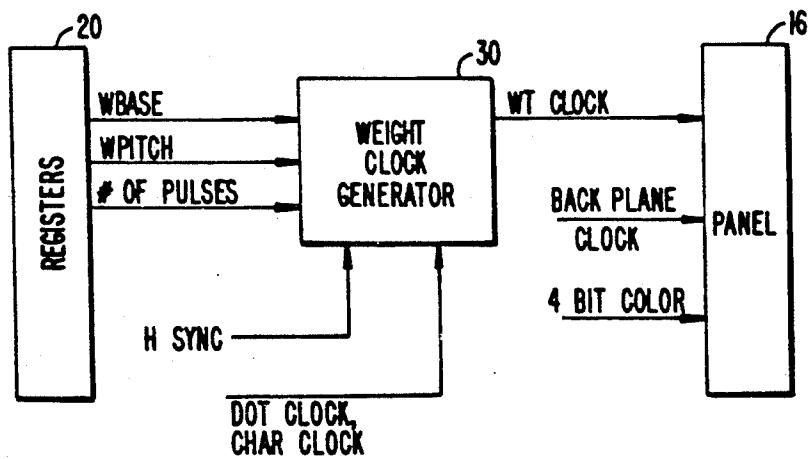 20
REGISTERS
WBASE
WPITCH
# OF PULSES
30
WEIGHT
CLOCK
GENERATOR
H SYNC
DOT CLOCK,
CHAR CLOCK
WT CLOCK
BACK PLANE
CLOCK
4 BIT COLOR
16
PANEL